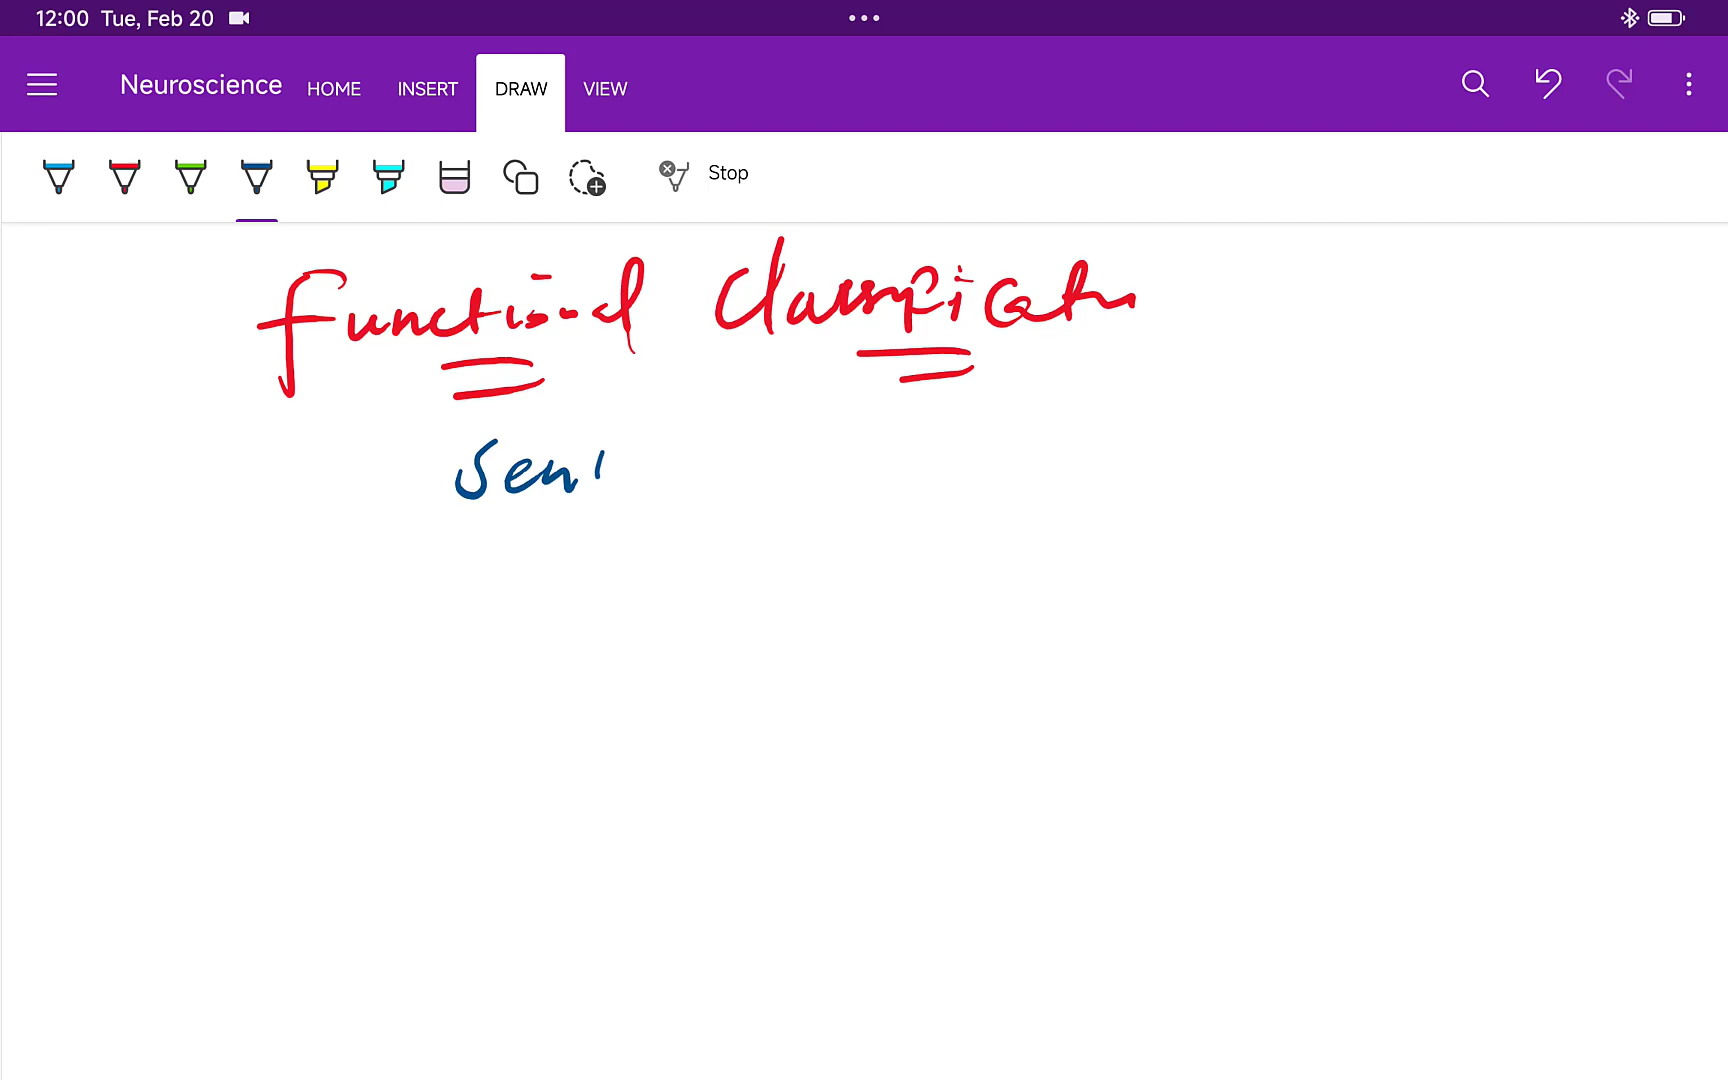 12:00 Tue, Feb 20
Neuroscience HOME INSERT DRAW VIEW
Stop
Functional Classification
Sen